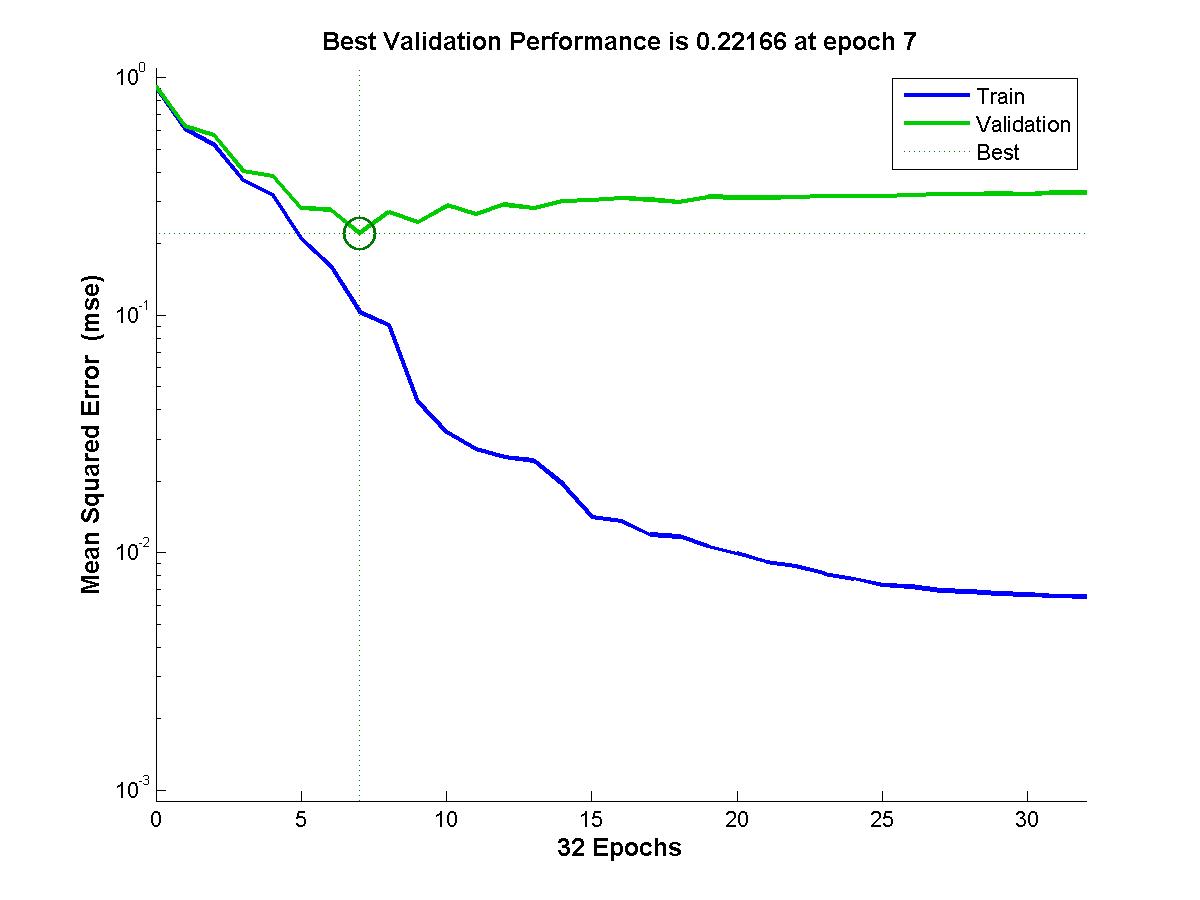 Best Validation Performance is 0.22166 at epoch 7
Train
Validation
Best
Mean Squared Error (mse)
10^0
10^-1
10^-2
10^-3
0 5 10 15 20 25 30
32 Epochs